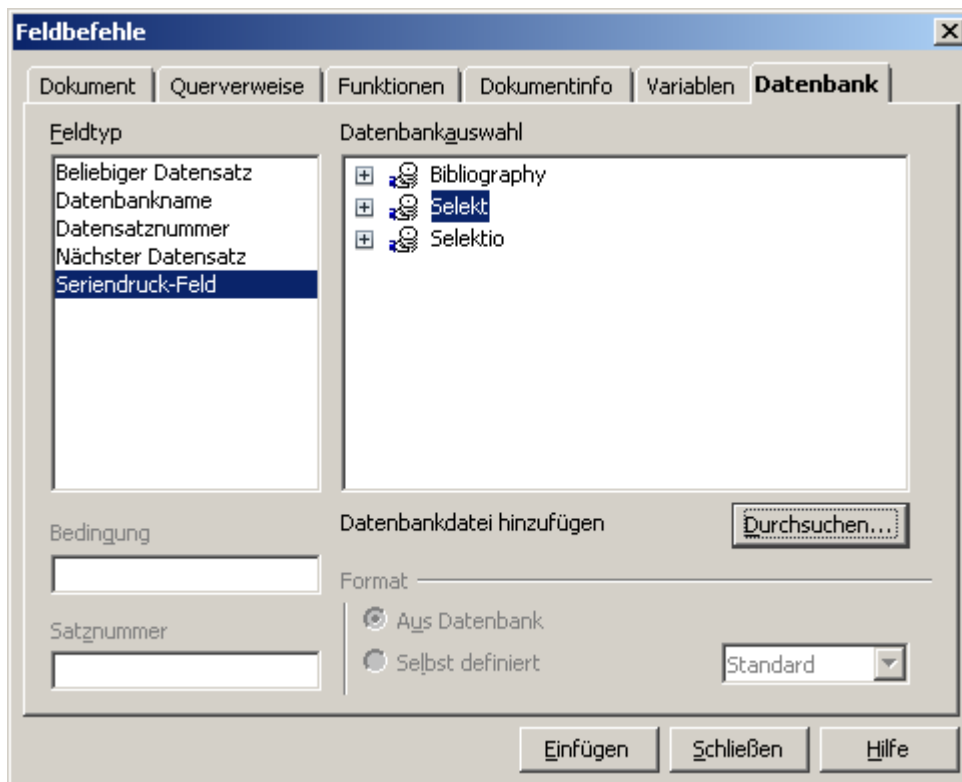 Feldbefehle
Dokument Querverweise Funktionen Dokumentinfo Variablen Datenbank
Feldtyp
Beliebiger Datensatz
Datenbankname
Datensatznummer
Nächster Datensatz
Seriendruck-Feld
Datenbankauswahl
Bibliography
Selekt
Selektio
Bedingung
Satznummer
Datenbankdatei hinzufügen
Durchsuchen...
Format
Aus Datenbank
Selbst definiert
Standard
Einfügen Schließen Hilfe